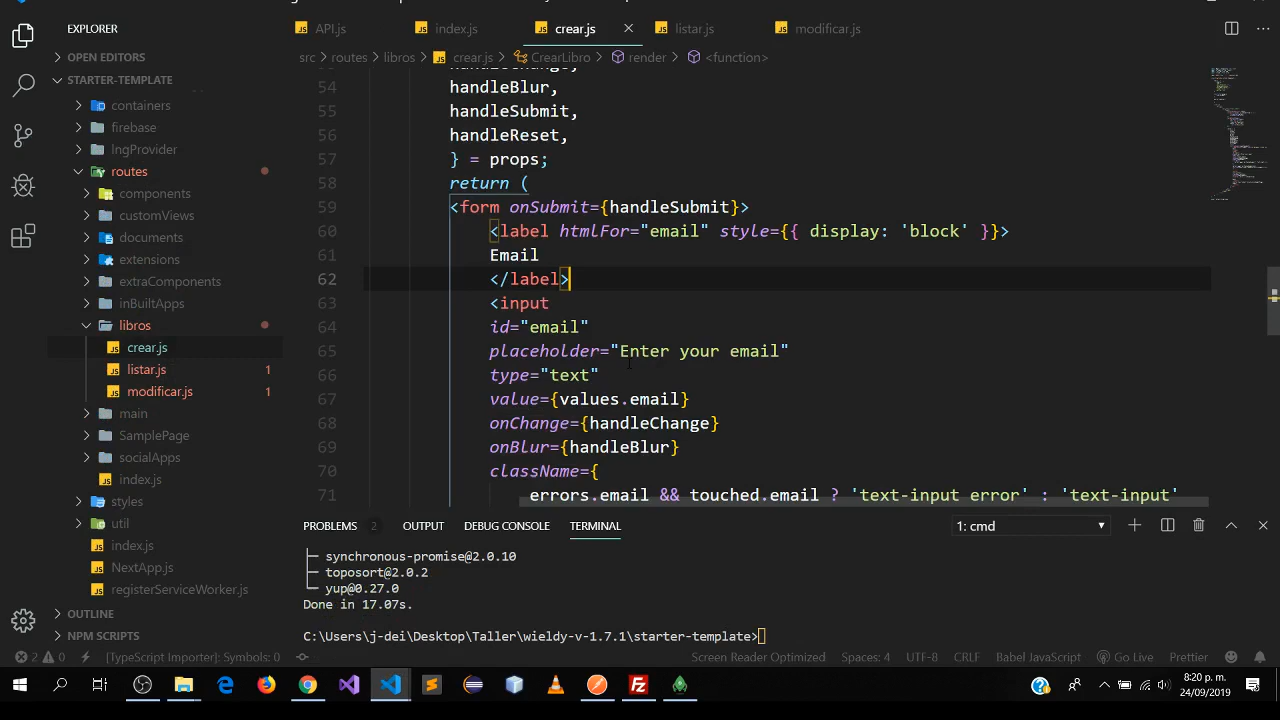 EXPLORER
API.js
index.js
crear.js
listar.js
modificar.js
OPEN EDITORS
src > routes > libros > crear.js > CrearLibro > render > <function>
STARTER-TEMPLATE
containers
firebase
lngProvider
routes
components
customViews
documents
extensions
extraComponents
inBuiltApps
libros
crear.js
listar.js 1
modificar.js 1
main
SamplePage
socialApps
index.js
styles
util
index.js
NextApp.js
registerServiceWorker.js
OUTLINE
NPM SCRIPTS
handleChange,
54 handleBlur,
55 handleSubmit,
56 handleReset,
57 } = props;
58 return (
59 <form onSubmit={handleSubmit}>
60 <label htmlFor="email" style={{ display: 'block' }}>
61 Email
62 </label>
63 <input
64 id="email"
65 placeholder="Enter your email"
66 type="text"
67 value={values.email}
68 onChange={handleChange}
69 onBlur={handleBlur}
70 className={
71 errors.email && touched.email ? 'text-input error' : 'text-input'
PROBLEMS 2 OUTPUT DEBUG CONSOLE TERMINAL 1: cmd
├─ synchronous-promise@2.0.10
├─ toposort@2.0.2
└─ yup@0.27.0
Done in 17.07s.
C:\Users\j-dei\Desktop\Taller\wieldy-v-1.7.1\starter-template>
2 0 [TypeScript Importer]: Symbols: 0 Screen Reader Optimized Spaces: 4 UTF-8 CRLF Babel JavaScript Go Live Prettier
8:20 p. m.
24/09/2019